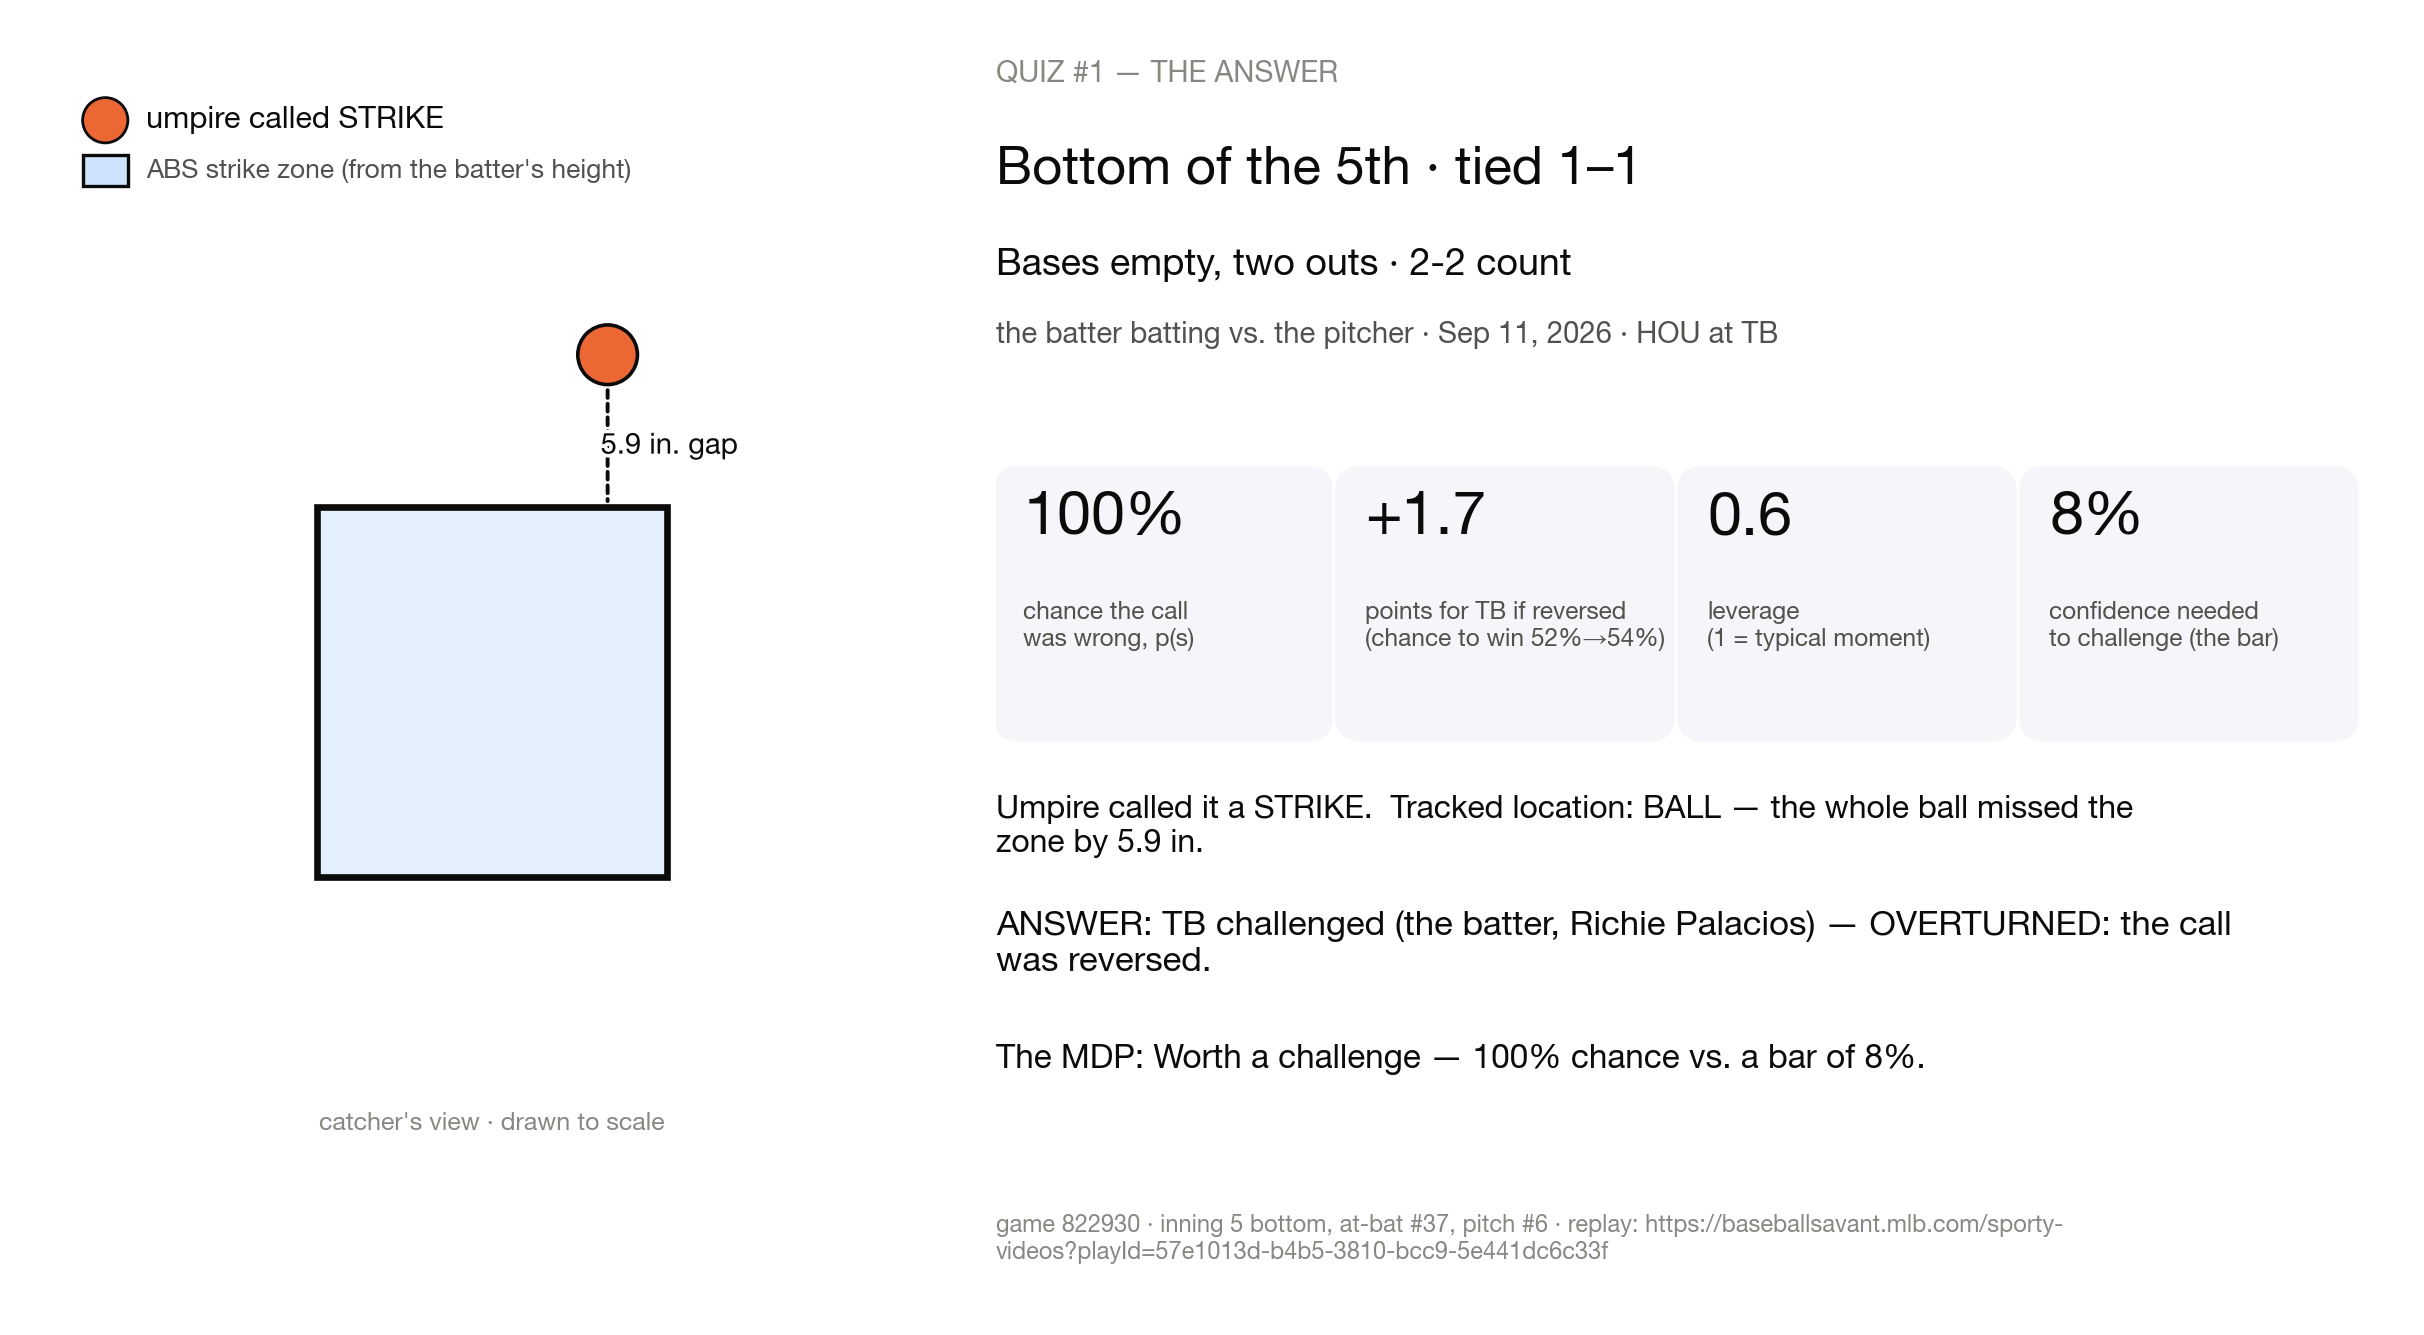 umpire called STRIKE
ABS strike zone (from the batter's height)
5.9 in. gap
catcher's view · drawn to scale
QUIZ #1 — THE ANSWER
Bottom of the 5th · tied 1–1
Bases empty, two outs · 2-2 count
the batter batting vs. the pitcher · Sep 11, 2026 · HOU at TB
100%
chance the call
was wrong, p(s)
+1.7
points for TB if reversed
(chance to win 52%→54%)
0.6
leverage
(1 = typical moment)
8%
confidence needed
to challenge (the bar)
Umpire called it a STRIKE.  Tracked location: BALL — the whole ball missed the
zone by 5.9 in.
ANSWER: TB challenged (the batter, Richie Palacios) — OVERTURNED: the call
was reversed.
The MDP: Worth a challenge — 100% chance vs. a bar of 8%.
game 822930 · inning 5 bottom, at-bat #37, pitch #6 · replay: https://baseballsavant.mlb.com/sporty-
videos?playId=57e1013d-b4b5-3810-bcc9-5e441dc6c33f